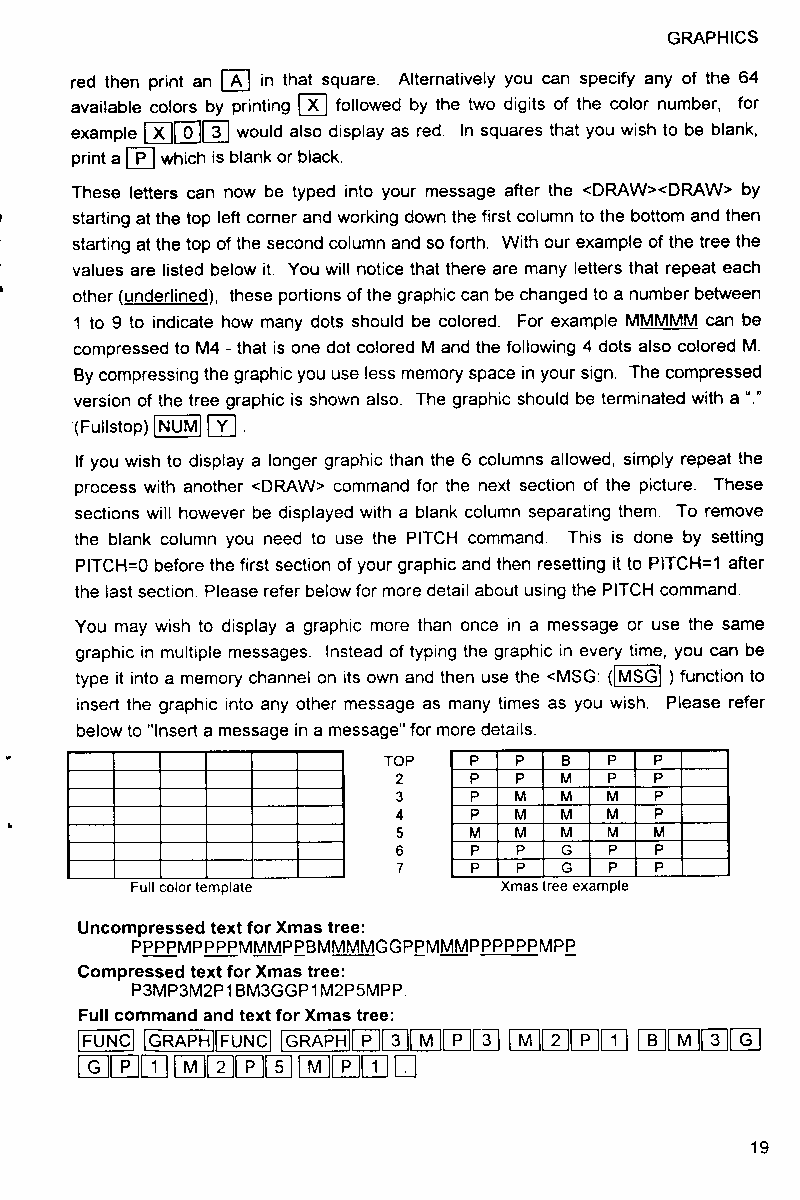 GRAPHICS
red then print an A in that square. Alternatively you can specify any of the 64
available colors by printing X followed by the two digits of the color number, for
example X 0 3 would also display as red. In squares that you wish to be blank,
print a P which is blank or black.
These letters can now be typed into your message after the <DRAW><DRAW> by
starting at the top left corner and working down the first column to the bottom and then
starting at the top of the second column and so forth. With our example of the tree the
values are listed below it. You will notice that there are many letters that repeat each
other (underlined), these portions of the graphic can be changed to a number between
1 to 9 to indicate how many dots should be colored. For example MMMMM can be
compressed to M4 - that is one dot colored M and the following 4 dots also colored M.
By compressing the graphic you use less memory space in your sign. The compressed
version of the tree graphic is shown also. The graphic should be terminated with a "."
(Fullstop) NUM Y .
If you wish to display a longer graphic than the 6 columns allowed, simply repeat the
process with another <DRAW> command for the next section of the picture. These
sections will however be displayed with a blank column separating them. To remove
the blank column you need to use the PITCH command. This is done by setting
PITCH=0 before the first section of your graphic and then resetting it to PITCH=1 after
the last section. Please refer below for more detail about using the PITCH command.
You may wish to display a graphic more than once in a message or use the same
graphic in multiple messages. Instead of typing the graphic in every time, you can be
type it into a memory channel on its own and then use the <MSG: (MSG ) function to
insert the graphic into any other message as many times as you wish. Please refer
below to "Insert a message in a message" for more details.
TOP P P B P P
2 P P M P P
3 P M M M P
4 P M M M P
5 M M M M M
6 P P G P P
7 P P G P P
Full color template Xmas tree example
Uncompressed text for Xmas tree:
PPPPMPPPPMMMPPBMMMMGGPPMMMPPPPPPMPP
Compressed text for Xmas tree:
P3MP3M2P1BM3GGP1M2P5MPP.
Full command and text for Xmas tree:
FUNC GRAPH FUNC GRAPH P 3 M P 3 M 2 P 1 B M 3 G
G P 1 M 2 P 5 M P 1 .
19